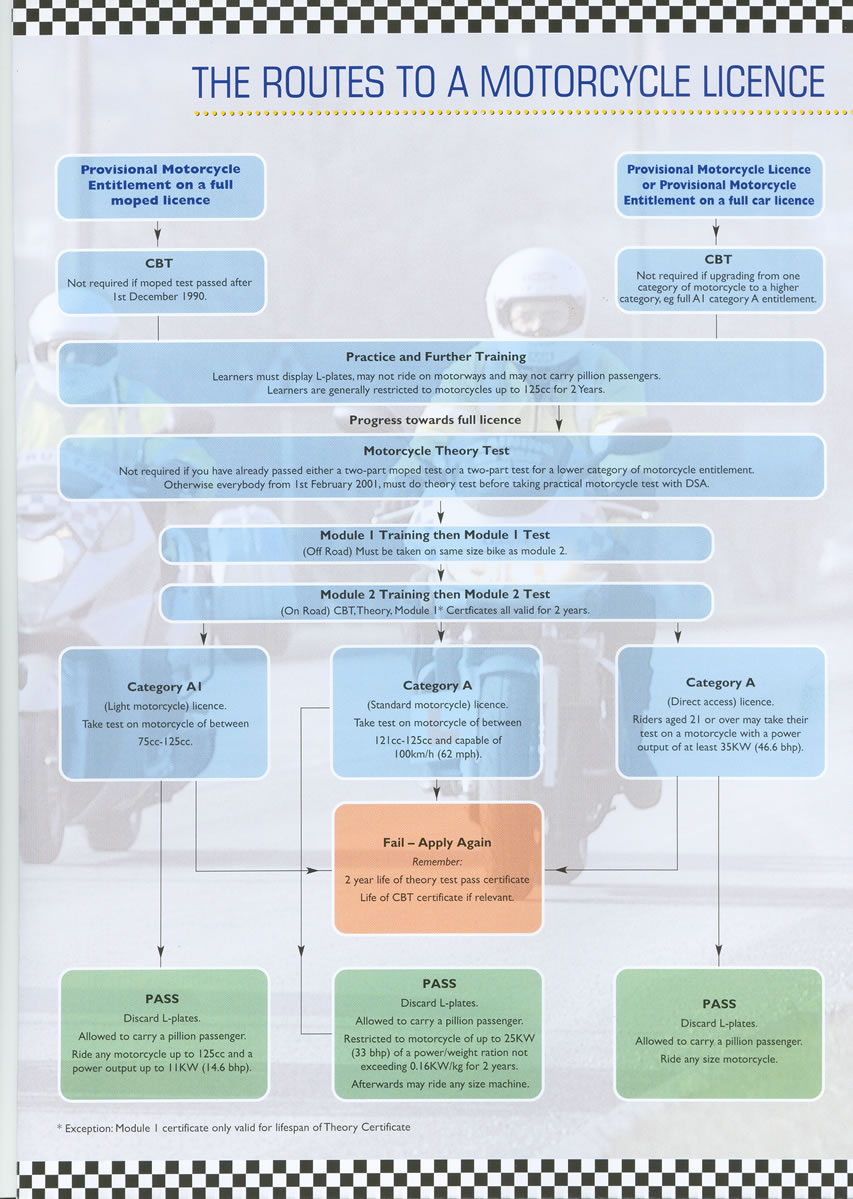 THE ROUTES TO A MOTORCYCLE LICENCE
Provisional Motorcycle
Entitlement on a full
moped licence
Provisional Motorcycle Licence
or Provisional Motorcycle
Entitlement on a full car licence
CBT
Not required if moped test passed after
1st December 1990.
CBT
Not required if upgrading from one
category of motorcycle to a higher
category, eg full A1 category A entitlement.
Practice and Further Training
Learners must display L-plates, may not ride on motorways and may not carry pillion passengers.
Learners are generally restricted to motorcycles up to 125cc for 2 Years.
Progress towards full licence
Motorcycle Theory Test
Not required if you have already passed either a two-part moped test or a two-part test for a lower category of motorcycle entitlement.
Otherwise everybody from 1st February 2001, must do theory test before taking practical motorcycle test with DSA.
Module 1 Training then Module 1 Test
(Off Road) Must be taken on same size bike as module 2.
Module 2 Training then Module 2 Test
(On Road) CBT, Theory, Module 1* Certficates all valid for 2 years.
Category A1
(Light motorcycle) licence.
Take test on motorcycle of between
75cc-125cc.
Category A
(Standard motorcycle) licence.
Take test on motorcycle of between
121cc-125cc and capable of
100km/h (62 mph).
Category A
(Direct access) licence.
Riders aged 21 or over may take their
test on a motorcycle with a power
output of at least 35KW (46.6 bhp).
Fail – Apply Again
Remember:
2 year life of theory test pass certificate
Life of CBT certificate if relevant.
PASS
Discard L-plates.
Allowed to carry a pillion passenger.
Ride any motorcycle up to 125cc and a
power output up to 11KW (14.6 bhp).
PASS
Discard L-plates.
Allowed to carry a pillion passenger.
Restricted to motorcycle of up to 25KW
(33 bhp) of a power/weight ration not
exceeding 0.16KW/kg for 2 years.
Afterwards may ride any size machine.
PASS
Discard L-plates.
Allowed to carry a pillion passenger.
Ride any size motorcycle.
* Exception: Module 1 certificate only valid for lifespan of Theory Certificate